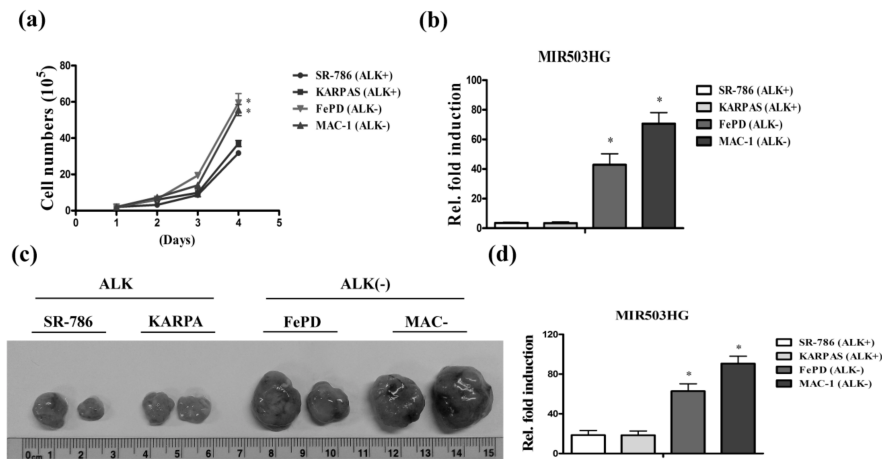 (a)
Cell numbers (10⁵)
80
60
40
20
0
0 1 2 3 4 5
(Days)
* *
SR-786 (ALK+)
KARPAS (ALK+)
FePD (ALK-)
MAC-1 (ALK-)
(b)
MIR503HG
Rel. fold induction
100
80
60
40
20
0
*
*
SR-786 (ALK+)
KARPAS (ALK+)
FePD (ALK-)
MAC-1 (ALK-)
(c)
ALK ALK(-)
SR-786 KARPA FePD MAC-
0cm 1 2 3 4 5 6 7 8 9 10 11 12 13 14 15
(d)
MIR503HG
Rel. fold induction
120
80
40
0
*
*
SR-786 (ALK+)
KARPAS (ALK+)
FePD (ALK-)
MAC-1 (ALK-)